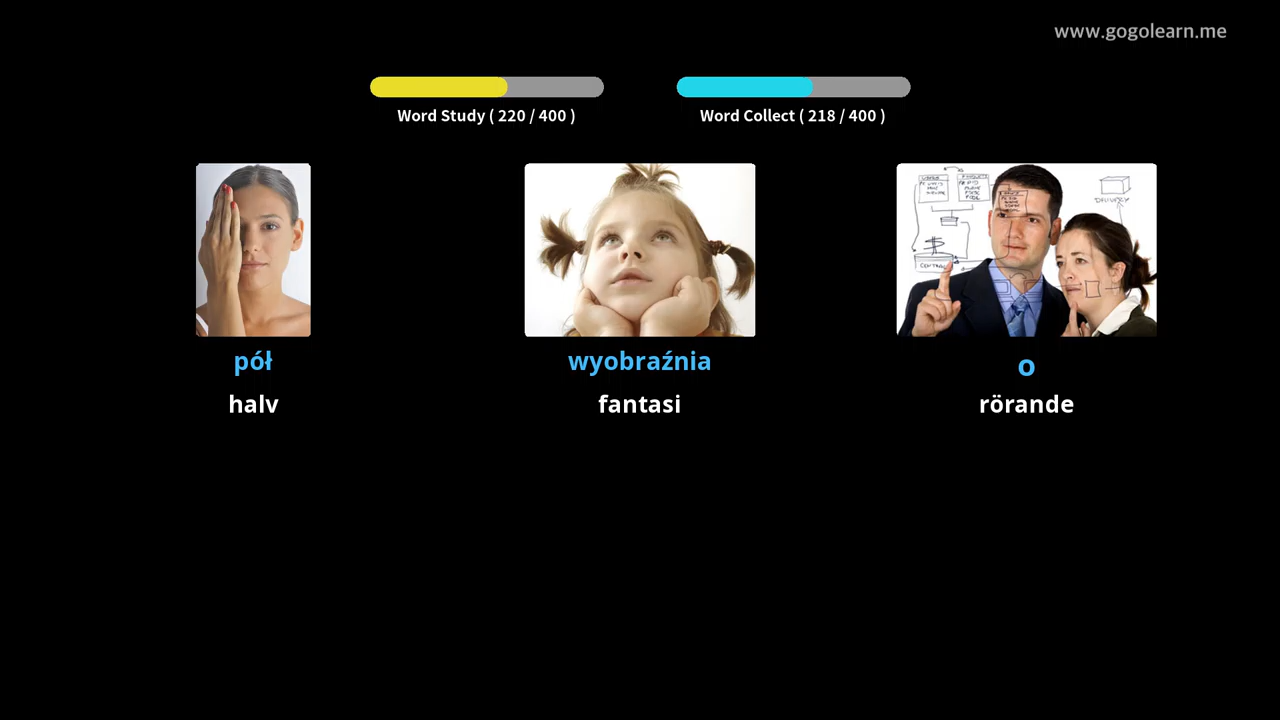 www.gogolearn.me
Word Study ( 220 / 400 )
Word Collect ( 218 / 400 )
pół
wyobraźnia
o
halv
fantasi
rörande